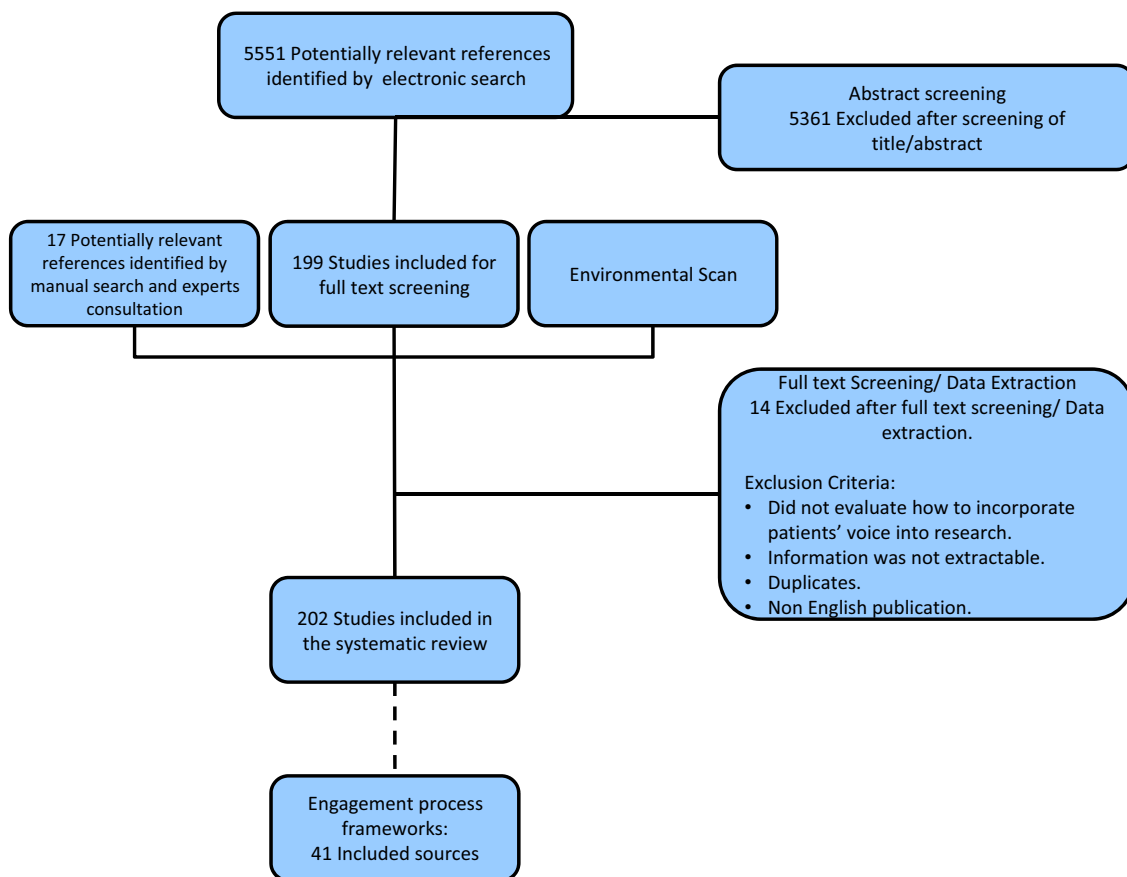 5551 Potentially relevant references
identified by electronic search
Abstract screening
5361 Excluded after screening of
title/abstract
17 Potentially relevant
references identified by
manual search and experts
consultation
199 Studies included for
full text screening
Environmental Scan
Full text Screening/ Data Extraction
14 Excluded after full text screening/ Data
extraction.
Exclusion Criteria:
• Did not evaluate how to incorporate
patients’ voice into research.
• Information was not extractable.
• Duplicates.
• Non English publication.
202 Studies included in
the systematic review
Engagement process
frameworks:
41 Included sources